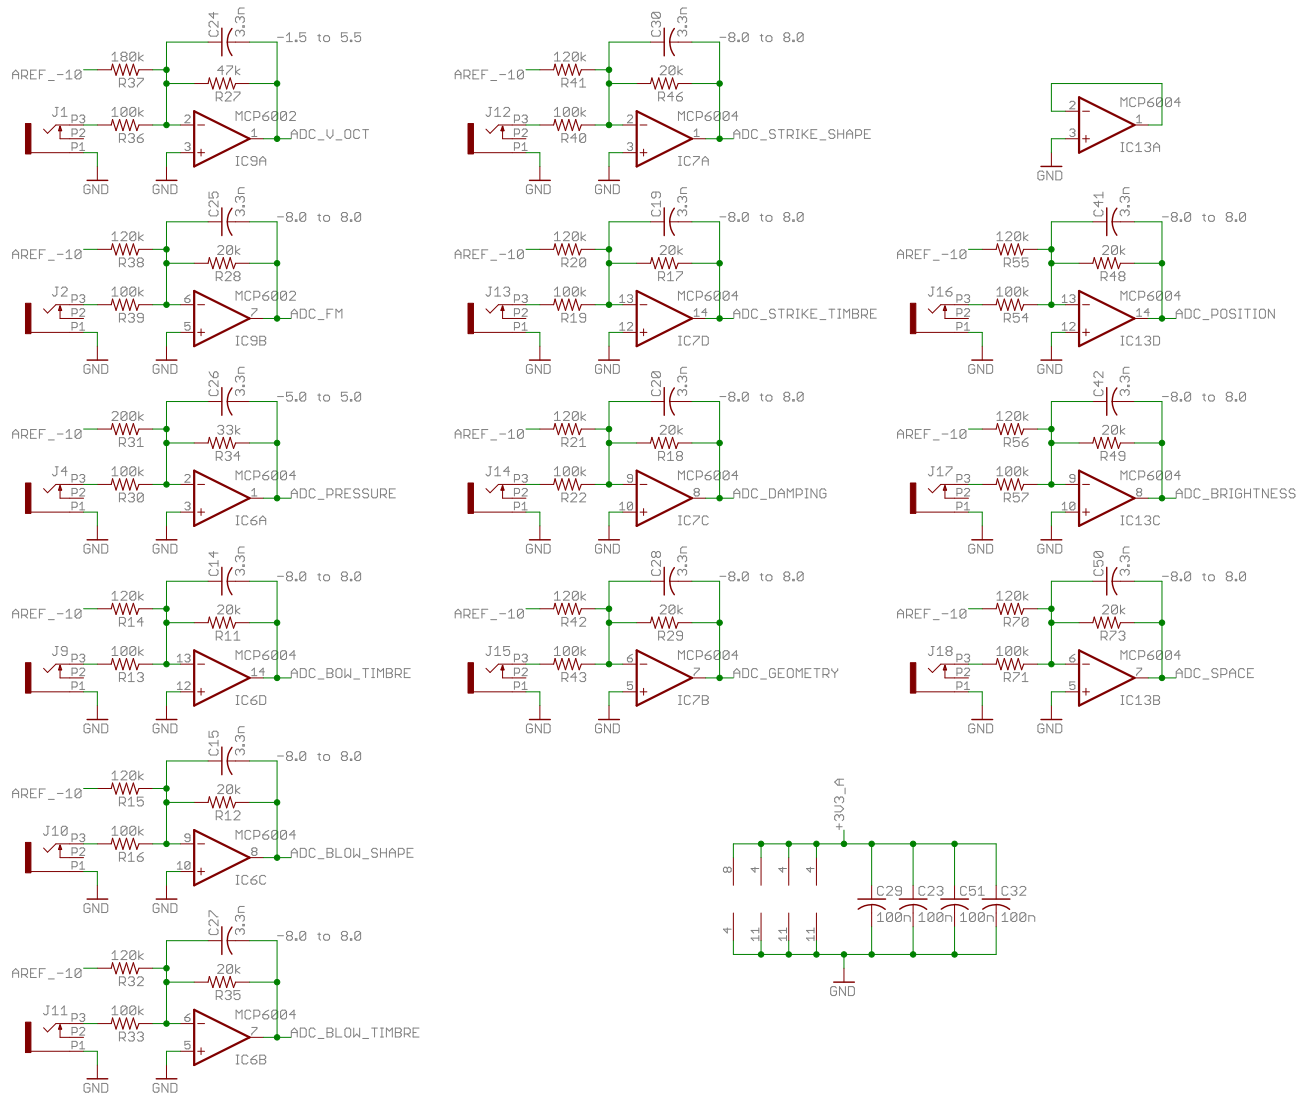 C24 3.3n
-1.5 to 5.5
180k
AREF_-10
R37
47k
R27
J1
P3
P2
P1
100k
R36
MCP6002
2
3
1
ADC_V_OCT
IC9A
GND
GND
C30 3.3n
-8.0 to 8.0
120k
AREF_-10
R41
20k
R46
J12
P3
P2
P1
100k
R40
MCP6004
2
3
1
ADC_STRIKE_SHAPE
IC7A
GND
GND
MCP6004
2
3
1
IC13A
GND
C25 3.3n
-8.0 to 8.0
120k
AREF_-10
R38
20k
R28
J2
P3
P2
P1
100k
R39
MCP6002
6
5
7
ADC_FM
IC9B
GND
GND
C19 3.3n
-8.0 to 8.0
120k
AREF_-10
R20
20k
R17
J13
P3
P2
P1
100k
R19
MCP6004
13
12
14
ADC_STRIKE_TIMBRE
IC7D
GND
GND
C41 3.3n
-8.0 to 8.0
120k
AREF_-10
R55
20k
R48
J16
P3
P2
P1
100k
R54
MCP6004
13
12
14
ADC_POSITION
IC13D
GND
GND
C26 3.3n
-5.0 to 5.0
200k
AREF_-10
R31
33k
R34
J4
P3
P2
P1
100k
R30
MCP6004
2
3
1
ADC_PRESSURE
IC6A
GND
GND
C20 3.3n
-8.0 to 8.0
120k
AREF_-10
R21
20k
R18
J14
P3
P2
P1
100k
R22
MCP6004
9
10
8
ADC_DAMPING
IC7C
GND
GND
C42 3.3n
-8.0 to 8.0
120k
AREF_-10
R56
20k
R49
J17
P3
P2
P1
100k
R57
MCP6004
9
10
8
ADC_BRIGHTNESS
IC13C
GND
GND
C14 3.3n
-8.0 to 8.0
120k
AREF_-10
R14
20k
R11
J9
P3
P2
P1
100k
R13
MCP6004
13
12
14
ADC_BOW_TIMBRE
IC6D
GND
GND
C28 3.3n
-8.0 to 8.0
120k
AREF_-10
R42
20k
R29
J15
P3
P2
P1
100k
R43
MCP6004
6
5
7
ADC_GEOMETRY
IC7B
GND
GND
C50 3.3n
-8.0 to 8.0
120k
AREF_-10
R70
20k
R73
J18
P3
P2
P1
100k
R71
MCP6004
6
5
7
ADC_SPACE
IC13B
GND
GND
C15 3.3n
-8.0 to 8.0
120k
AREF_-10
R15
20k
R12
J10
P3
P2
P1
100k
R16
MCP6004
9
10
8
ADC_BLOW_SHAPE
IC6C
GND
GND
+3V3_A
8 4 4 4
C29 C23 C51 C32
100n 100n 100n 100n
4 11 11 11
GND
C27 3.3n
-8.0 to 8.0
120k
AREF_-10
R32
20k
R35
J11
P3
P2
P1
100k
R33
MCP6004
6
5
7
ADC_BLOW_TIMBRE
IC6B
GND
GND